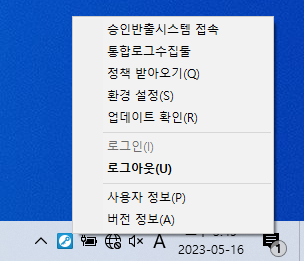 승인반출시스템 접속
통합로그수집툴
정책 받아오기(Q)
환경 설정(S)
업데이트 확인(R)
로그인(I)
로그아웃(U)
사용자 정보(P)
버전 정보(A)
A
2023-05-16
1